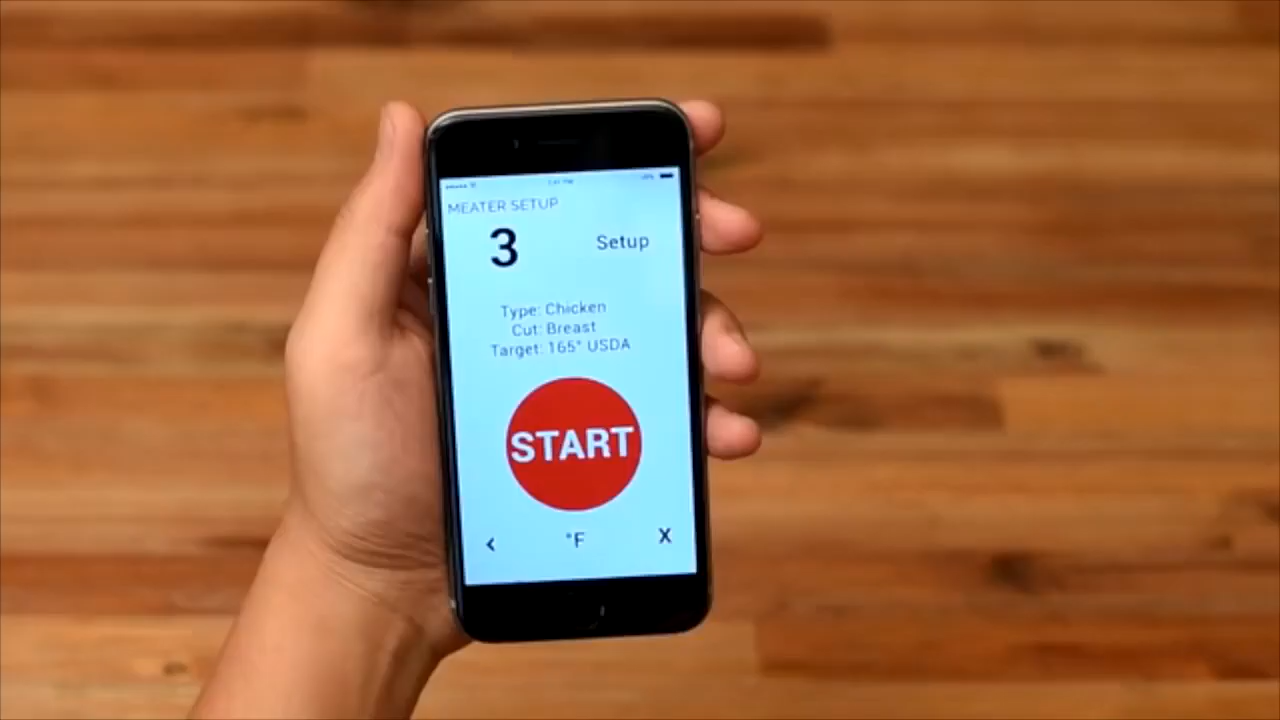 MEATER SETUP
3 Setup
Type: Chicken
Cut: Breast
Target: 165° USDA
START
< °F X